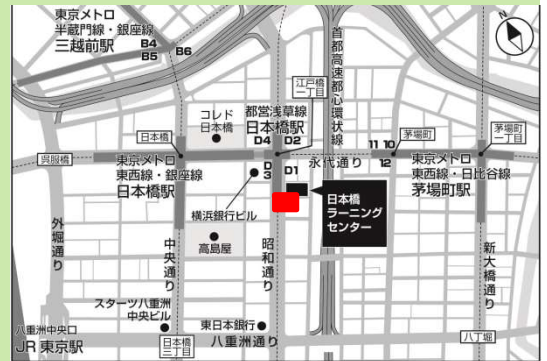 東京メトロ
半蔵門線・銀座線
三越前駅
B4
B5
B6
首都高速都心環状線
江戸橋
一丁目
コレド
日本橋
都営浅草線
日本橋駅
D4 D2
日本橋
呉服橋
東京メトロ
東西線・銀座線
日本橋駅
D3
D1
永代通り
11 10
12
茅場町
茅場町
一丁目
東京メトロ
東西線・日比谷線
茅場町駅
横浜銀行ビル
日本橋
ラーニング
センター
外堀通り
中央通り
高島屋
昭和通り
新大橋通り
スターツ八重洲
中央ビル
東日本銀行
八重洲中央口
JR 東京駅
日本橋
三丁目
八重洲通り
八丁堀